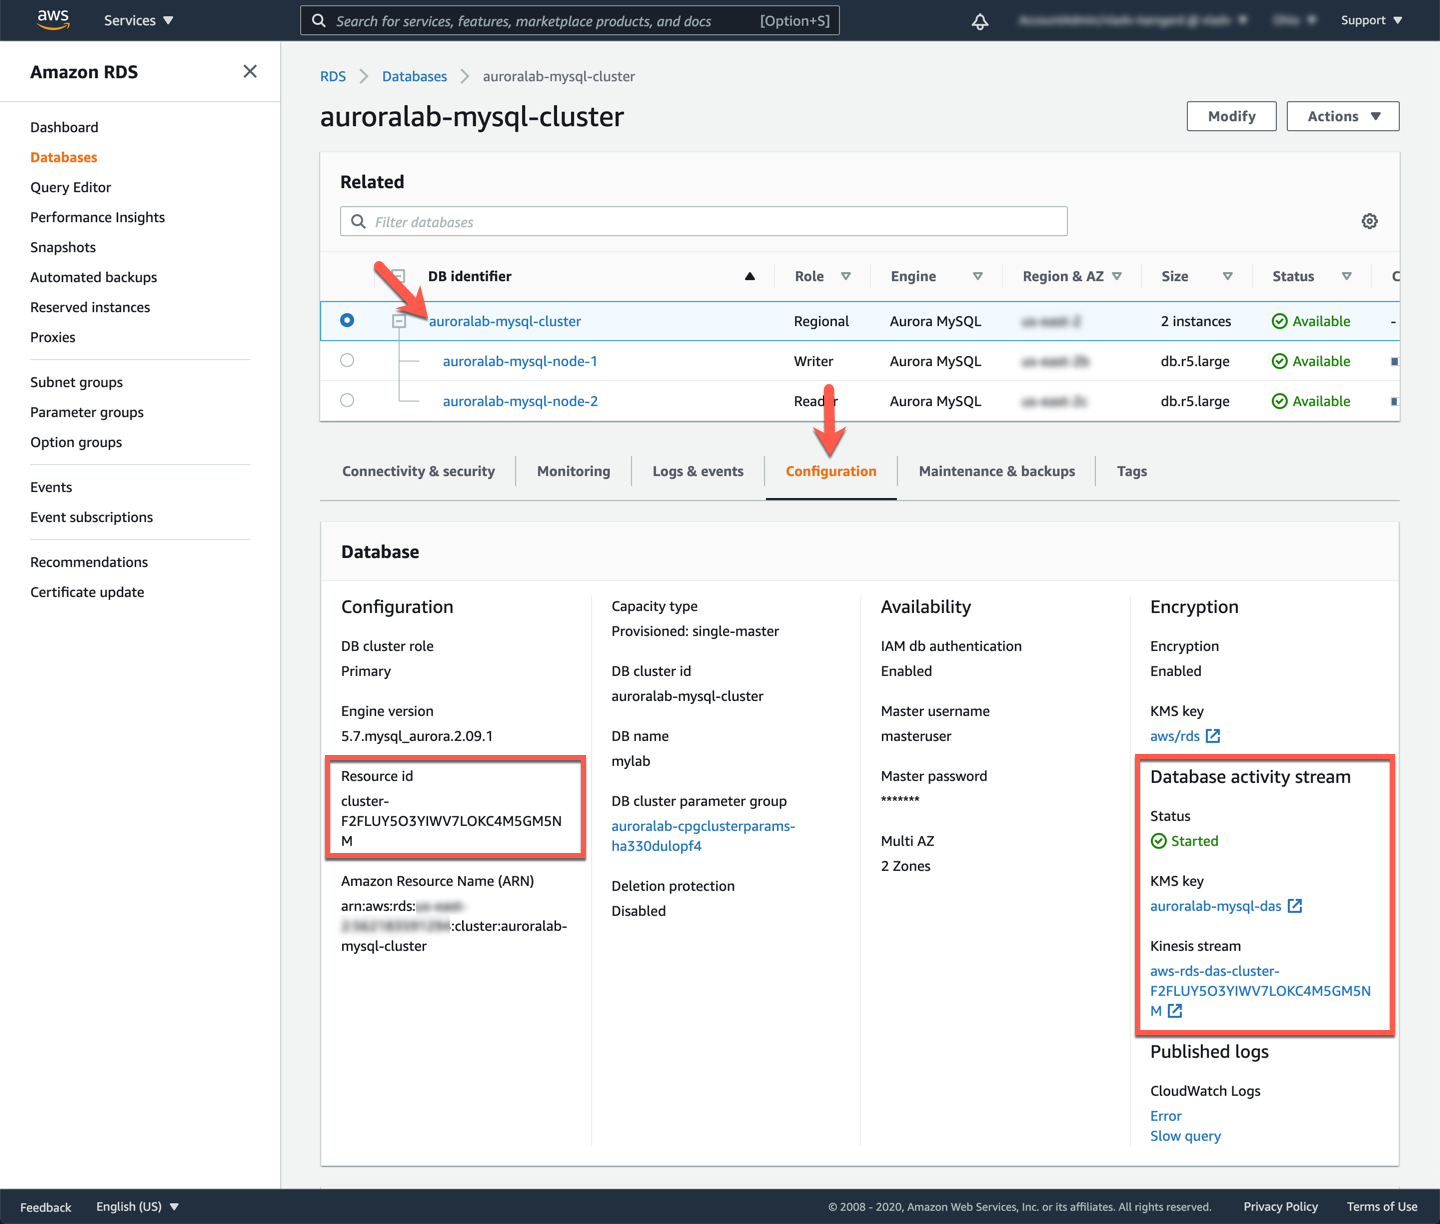 aws
Services
Search for services, features, marketplace products, and docs [Option+S]
Support
Amazon RDS
Dashboard
Databases
Query Editor
Performance Insights
Snapshots
Automated backups
Reserved instances
Proxies
Subnet groups
Parameter groups
Option groups
Events
Event subscriptions
Recommendations
Certificate update
RDS > Databases > auroralab-mysql-cluster
auroralab-mysql-cluster
Modify
Actions
Related
Filter databases
DB identifier Role Engine Region & AZ Size Status C
auroralab-mysql-cluster Regional Aurora MySQL 2 instances Available -
auroralab-mysql-node-1 Writer Aurora MySQL db.r5.large Available
auroralab-mysql-node-2 Reader Aurora MySQL db.r5.large Available
Connectivity & security
Monitoring
Logs & events
Configuration
Maintenance & backups
Tags
Database
Configuration
DB cluster role
Primary
Engine version
5.7.mysql_aurora.2.09.1
Resource id
cluster-
F2FLUY5O3YIWV7LOKC4M5GM5N
M
Amazon Resource Name (ARN)
arn:aws:rds:
:cluster:auroralab-
mysql-cluster
Capacity type
Provisioned: single-master
DB cluster id
auroralab-mysql-cluster
DB name
mylab
DB cluster parameter group
auroralab-cpgclusterparams-
ha330dulopf4
Deletion protection
Disabled
Availability
IAM db authentication
Enabled
Master username
masteruser
Master password
*******
Multi AZ
2 Zones
Encryption
Encryption
Enabled
KMS key
aws/rds
Database activity stream
Status
Started
KMS key
auroralab-mysql-das
Kinesis stream
aws-rds-das-cluster-
F2FLUY5O3YIWV7LOKC4M5GM5N
M
Published logs
CloudWatch Logs
Error
Slow query
Feedback
English (US)
© 2008 - 2020, Amazon Web Services, Inc. or its affiliates. All rights reserved.
Privacy Policy
Terms of Use